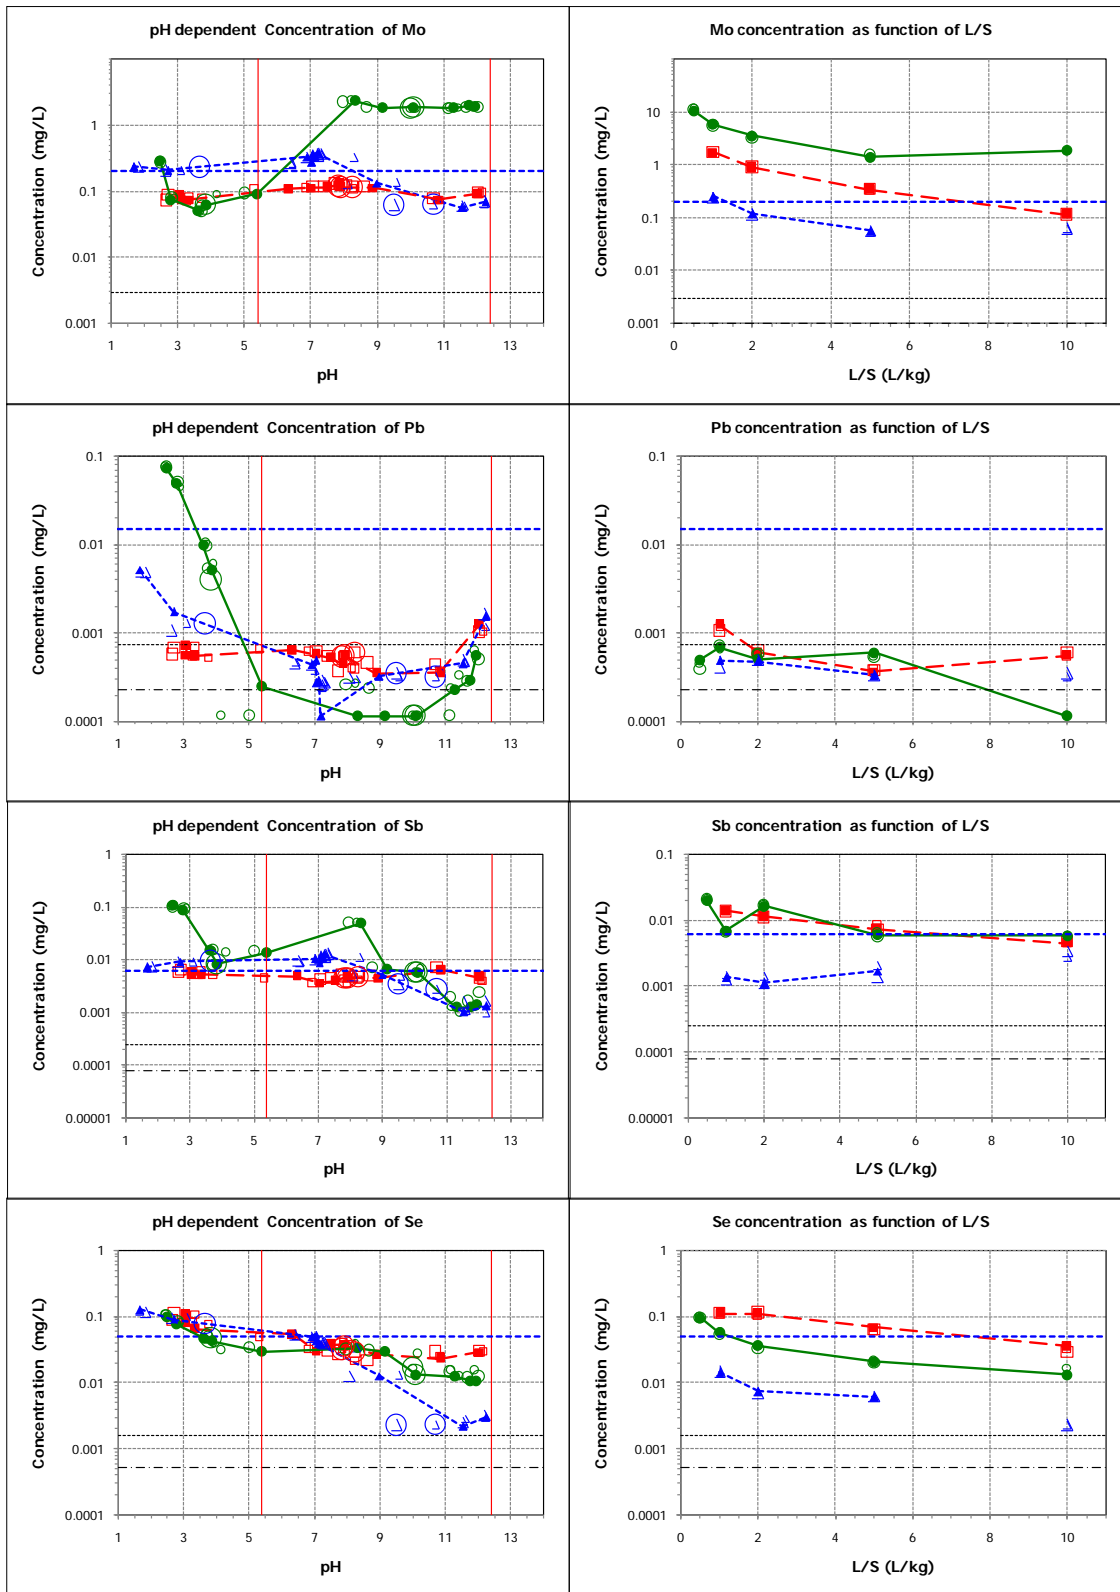 pH dependent Concentration of Mo
Concentration (mg/L)
1
0.1
0.01
0.001
1 3 5 7 9 11 13
pH
Mo concentration as function of L/S
Concentration (mg/L)
10
1
0.1
0.01
0.001
0 2 4 6 8 10
L/S (L/kg)
pH dependent Concentration of Pb
Concentration (mg/L)
0.1
0.01
0.001
0.0001
1 3 5 7 9 11 13
pH
Pb concentration as function of L/S
Concentration (mg/L)
0.1
0.01
0.001
0.0001
0 2 4 6 8 10
L/S (L/kg)
pH dependent Concentration of Sb
Concentration (mg/L)
1
0.1
0.01
0.001
0.0001
0.00001
1 3 5 7 9 11 13
pH
Sb concentration as function of L/S
Concentration (mg/L)
0.1
0.01
0.001
0.0001
0.00001
0 2 4 6 8 10
L/S (L/kg)
pH dependent Concentration of Se
Concentration (mg/L)
1
0.1
0.01
0.001
0.0001
1 3 5 7 9 11 13
pH
Se concentration as function of L/S
Concentration (mg/L)
1
0.1
0.01
0.001
0.0001
0 2 4 6 8 10
L/S (L/kg)